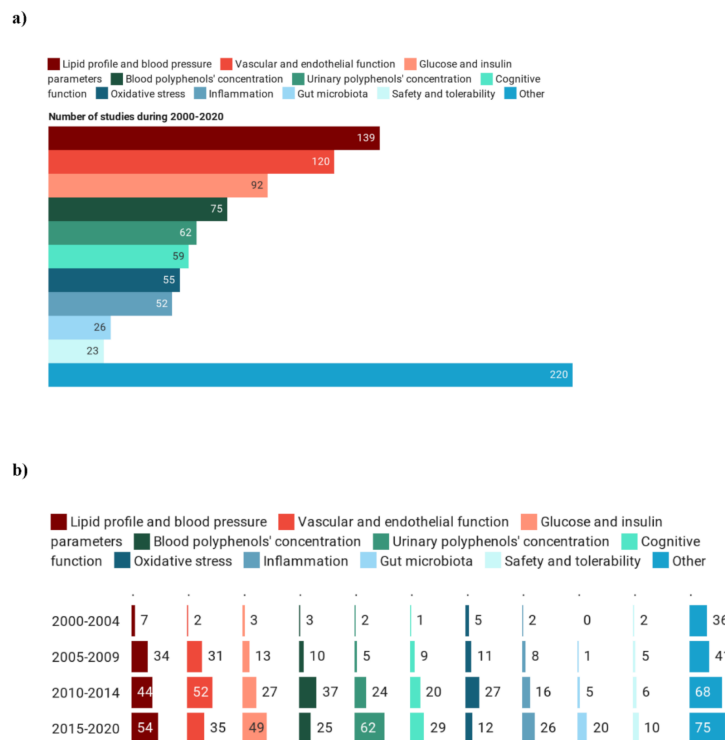 a)
Lipid profile and blood pressure Vascular and endothelial function Glucose and insulin
parameters Blood polyphenols' concentration Urinary polyphenols' concentration Cognitive
function Oxidative stress Inflammation Gut microbiota Safety and tolerability Other
Number of studies during 2000-2020
139
120
92
75
62
59
55
52
26
23
220
b)
Lipid profile and blood pressure Vascular and endothelial function Glucose and insulin
parameters Blood polyphenols' concentration Urinary polyphenols' concentration Cognitive
function Oxidative stress Inflammation Gut microbiota Safety and tolerability Other
. . . . . . . . . . .
2000-2004 7 2 3 3 2 1 5 2 0 2 36
2005-2009 34 31 13 10 5 9 11 8 1 5
2010-2014 44 52 27 37 24 20 27 16 5 6 68
2015-2020 54 35 49 25 62 29 12 26 20 10 75